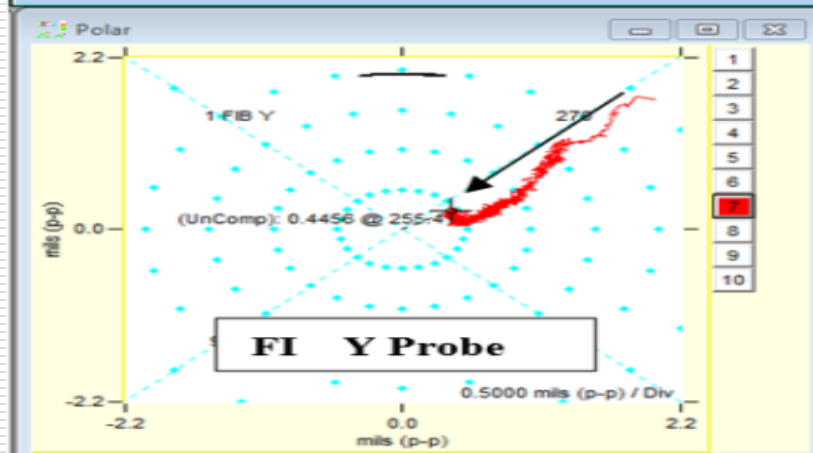 Polar
1
2
3
4
5
6
7
8
9
10
2.2
1 FIB Y
270
mils (p-p)
0.0
(UnComp): 0.4456 @ 255.4
FI Y Probe
0.5000 mils (p-p) / Div
-2.2
-2.2
0.0
2.2
mils (p-p)